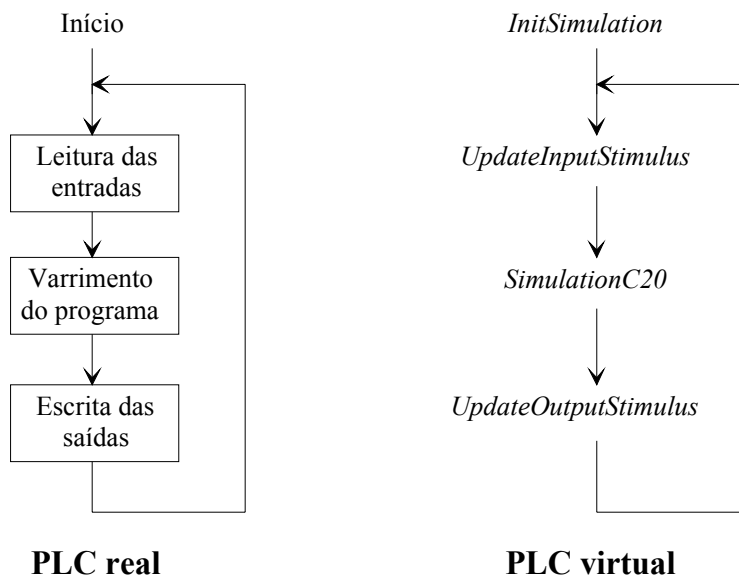 Início
Leitura das
entradas
Varrimento
do programa
Escrita das
saídas
PLC real
InitSimulation
UpdateInputStimulus
SimulationC20
UpdateOutputStimulus
PLC virtual